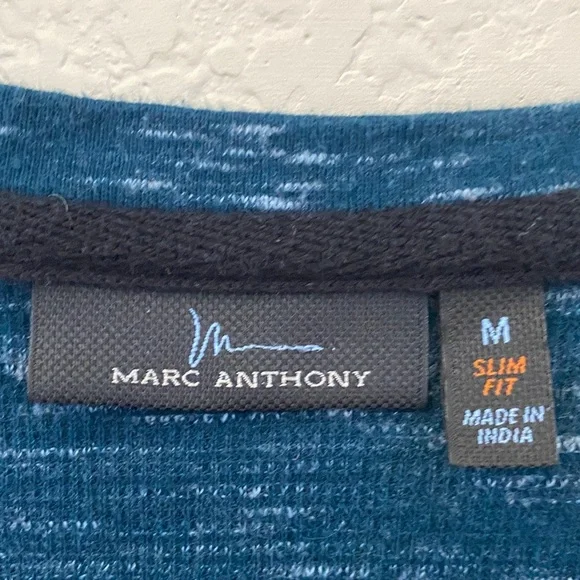 MARC ANTHONY
M
SLIM
FIT
MADE IN
INDIA